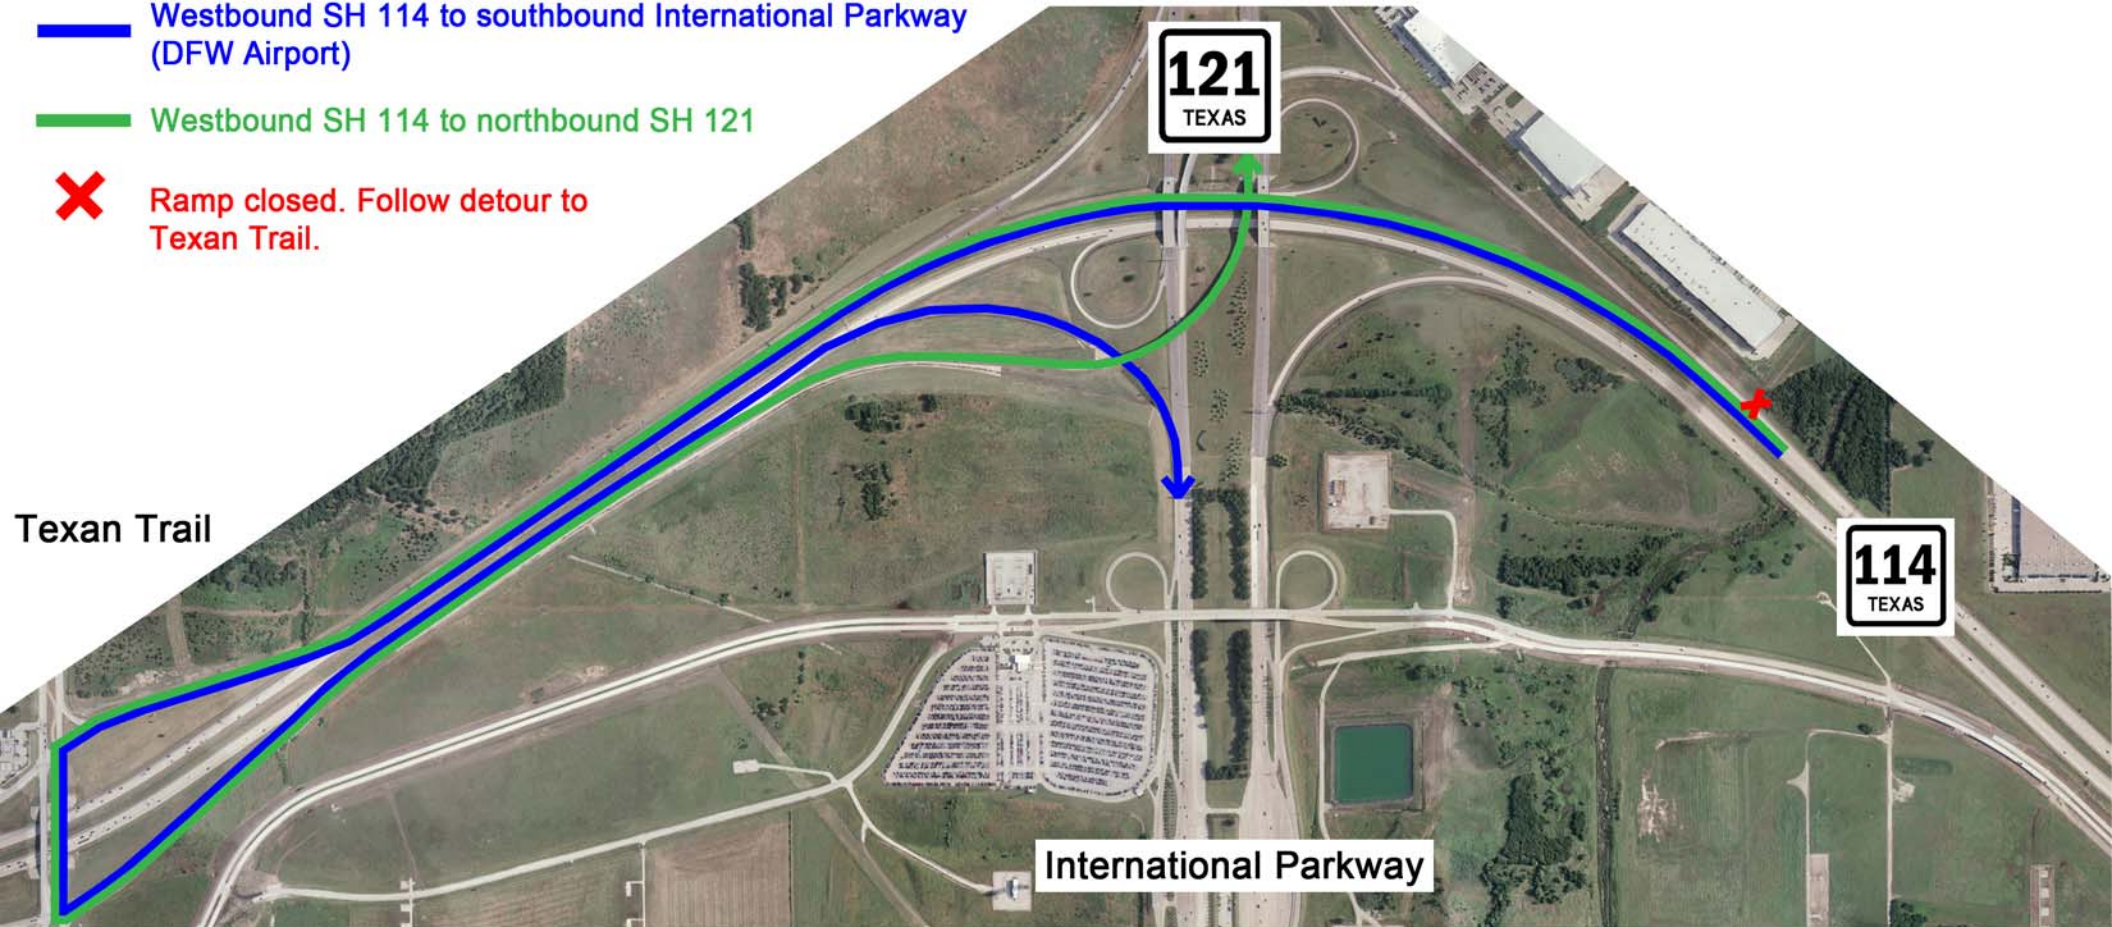 Westbound SH 114 to southbound International Parkway
(DFW Airport)
Westbound SH 114 to northbound SH 121
Ramp closed. Follow detour to
Texan Trail.
121
TEXAS
Texan Trail
114
TEXAS
International Parkway